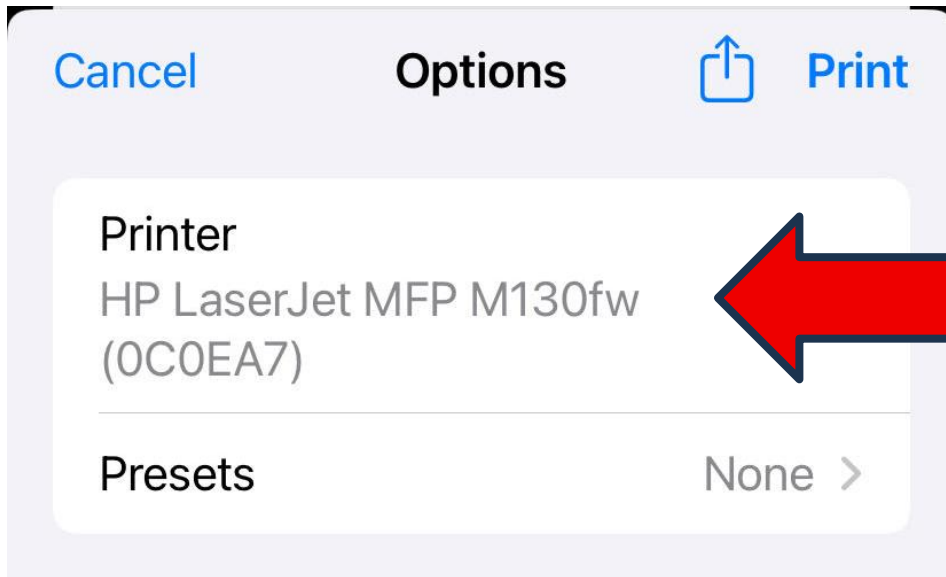 Cancel Options Print
Printer
HP LaserJet MFP M130fw
(0C0EA7)
Presets None